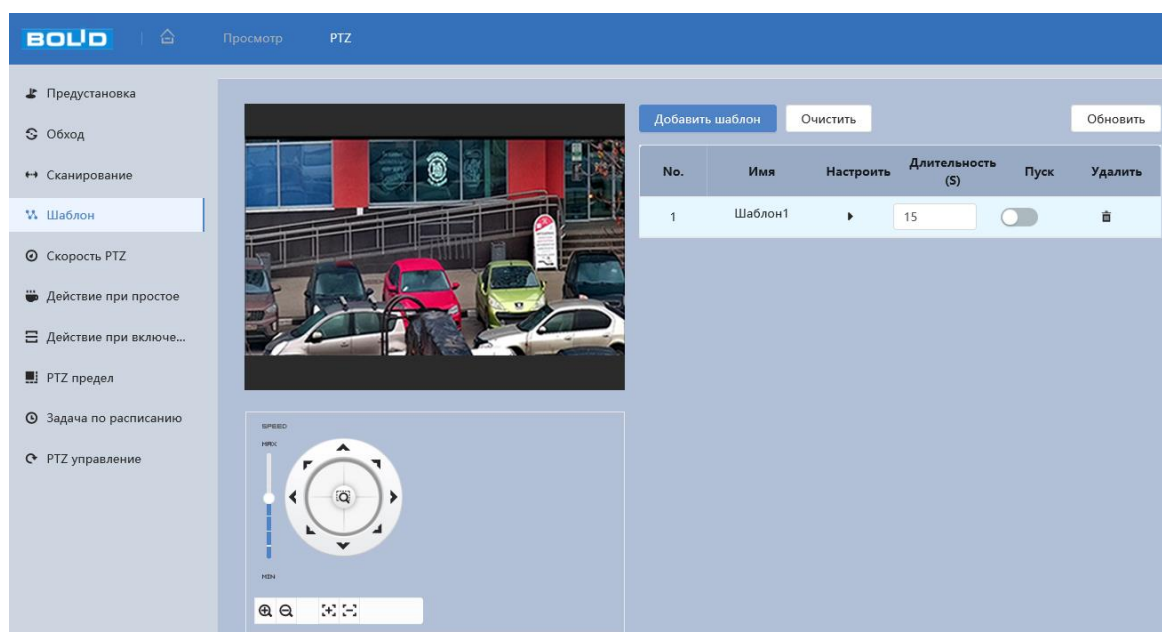 BOLID Просмотр PTZ
Предустановка
Обход
Сканирование
Шаблон
Скорость PTZ
Действие при простое
Действие при включе...
PTZ предел
Задача по расписанию
PTZ управление
Добавить шаблон Очистить Обновить
No. Имя Настроить Длительность (S) Пуск Удалить
1 Шаблон1 15
SPEED
MAX
MIN